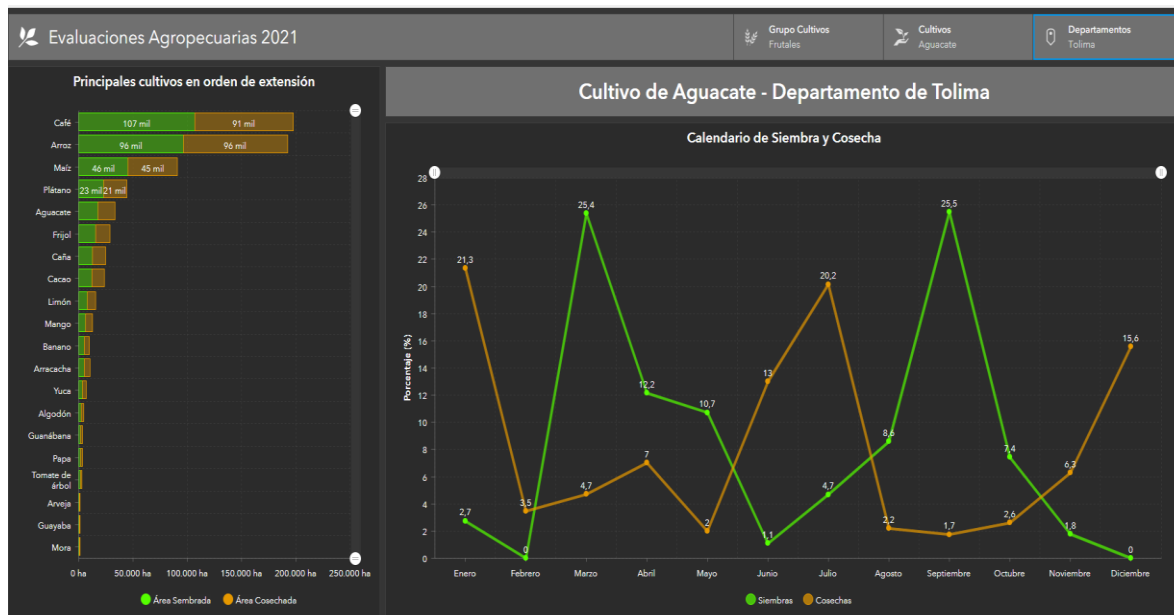 Evaluaciones Agropecuarias 2021
Grupo Cultivos
Frutales
Cultivos
Aguacate
Departamentos
Tolima
Principales cultivos en orden de extensión
Café
107 mil
91 mil
Arroz
96 mil
96 mil
Maíz
46 mil
45 mil
Plátano
23 mil
21 mil
Aguacate
Frijol
Caña
Cacao
Limón
Mango
Banano
Arracacha
Yuca
Algodón
Guanábana
Papa
Tomate de
árbol
Arveja
Guayaba
Mora
0 ha
50.000 ha
100.000 ha
150.000 ha
200.000 ha
250.000 ha
Área Sembrada
Área Cosechada
Cultivo de Aguacate - Departamento de Tolima
Calendario de Siembra y Cosecha
Porcentaje (%)
28
26
24
22
20
18
16
14
12
10
8
6
4
2
0
21,3
2,7
3,5
0
25,4
4,7
12,2
7
10,7
2
13
1,1
20,2
4,7
8,6
2,2
25,5
1,7
7,4
2,6
6,3
1,8
15,6
0
Enero
Febrero
Marzo
Abril
Mayo
Junio
Julio
Agosto
Septiembre
Octubre
Noviembre
Diciembre
Siembras
Cosechas